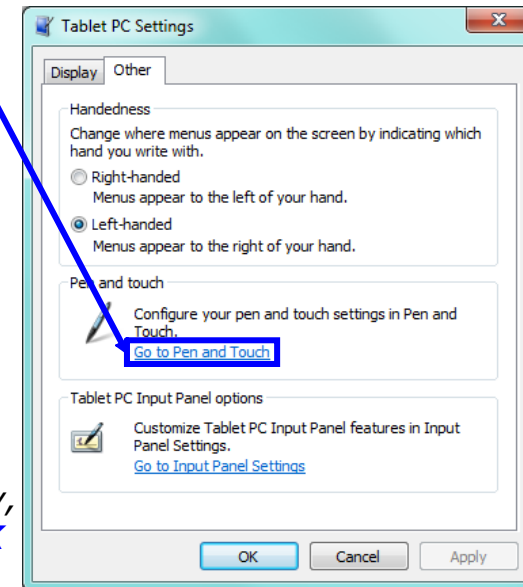 Tablet PC Settings
Display Other
Handedness
Change where menus appear on the screen by indicating which
hand you write with.
Right-handed
Menus appear to the left of your hand.
Left-handed
Menus appear to the right of your hand.
Pen and touch
Configure your pen and touch settings in Pen and
Touch.
Go to Pen and Touch
Tablet PC Input Panel options
Customize Tablet PC Input Panel features in Input
Panel Settings.
Go to Input Panel Settings
OK Cancel Apply